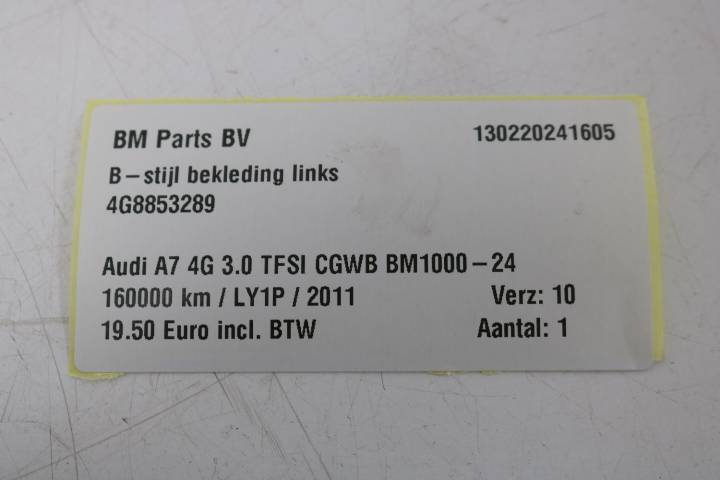 BM Parts BV 130220241605
B-stijl bekleding links
4G8853289
Audi A7 4G 3.0 TFSI CGWB BM1000-24
160000 km / LY1P / 2011 Verz: 10
19.50 Euro incl. BTW Aantal: 1